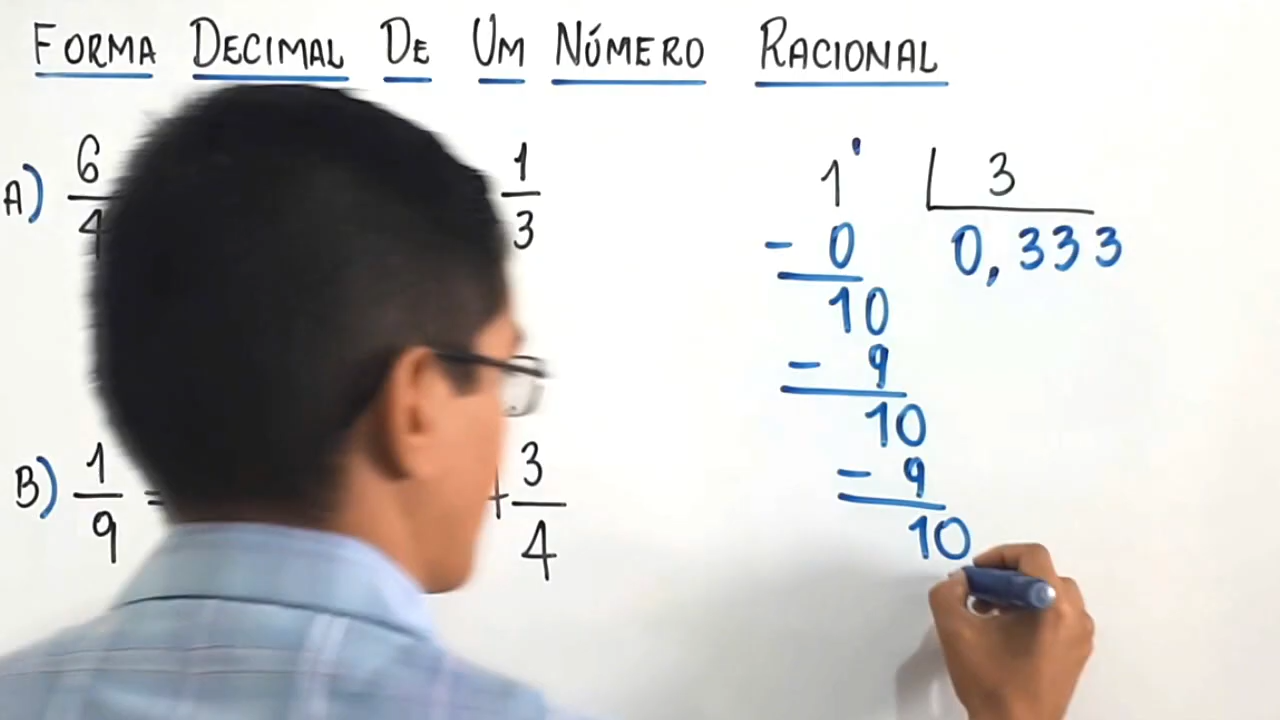 FORMA DECIMAL DE UM NÚMERO RACIONAL
A) 6/4
1/3
1 | 3
- 0 0,333
10
- 9
10
- 9
10
B) 1/9 =
+ 3/4